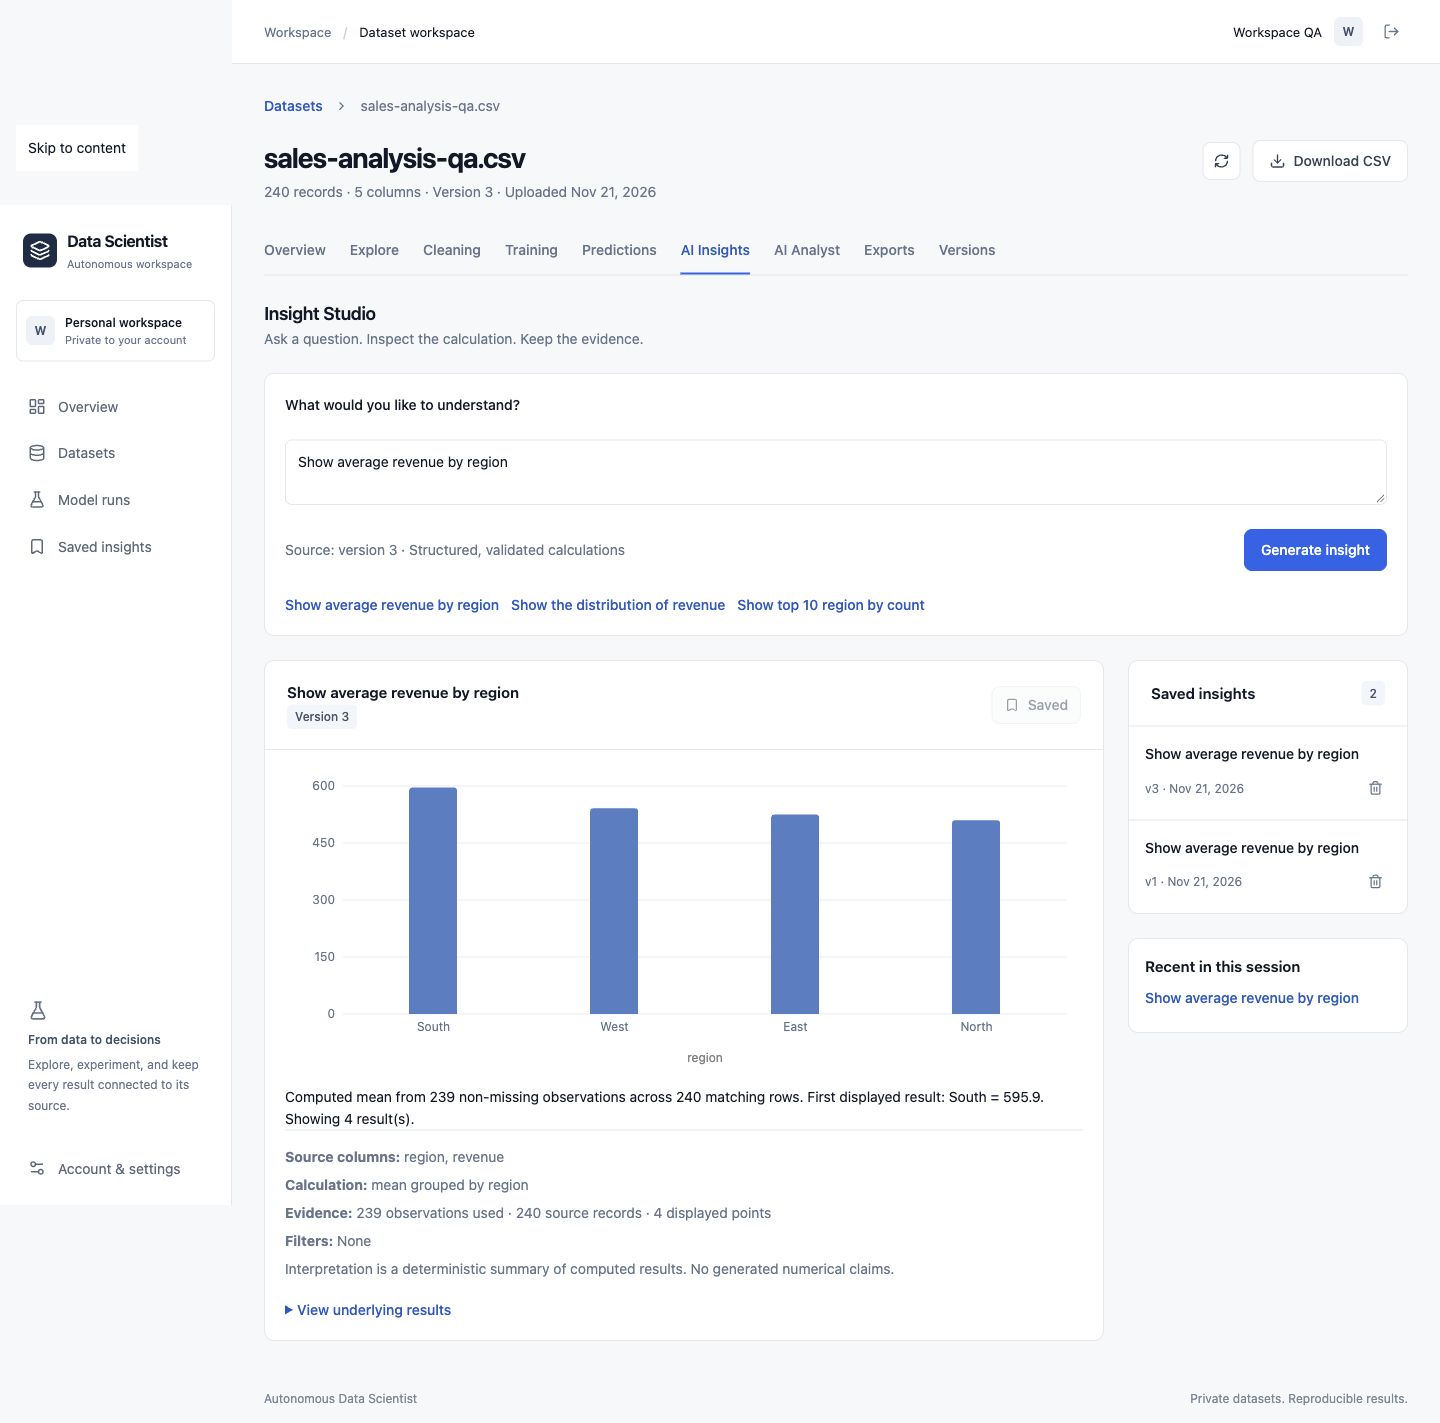 Workspace / Dataset workspace
Workspace QA W
Skip to content
Data Scientist
Autonomous workspace
W
Personal workspace
Private to your account
Overview
Datasets
Model runs
Saved insights
From data to decisions
Explore, experiment, and keep
every result connected to its
source.
Account & settings
Datasets > sales-analysis-qa.csv
sales-analysis-qa.csv
240 records · 5 columns · Version 3 · Uploaded Nov 21, 2026
Download CSV
Overview Explore Cleaning Training Predictions AI Insights AI Analyst Exports Versions
Insight Studio
Ask a question. Inspect the calculation. Keep the evidence.
What would you like to understand?
Show average revenue by region
Source: version 3 · Structured, validated calculations
Generate insight
Show average revenue by region Show the distribution of revenue Show top 10 region by count
Show average revenue by region
Version 3
Saved
600
450
300
150
0
South West East North
region
Computed mean from 239 non-missing observations across 240 matching rows. First displayed result: South = 595.9.
Showing 4 result(s).
Source columns: region, revenue
Calculation: mean grouped by region
Evidence: 239 observations used · 240 source records · 4 displayed points
Filters: None
Interpretation is a deterministic summary of computed results. No generated numerical claims.
View underlying results
Saved insights 2
Show average revenue by region
v3 · Nov 21, 2026
Show average revenue by region
v1 · Nov 21, 2026
Recent in this session
Show average revenue by region
Autonomous Data Scientist
Private datasets. Reproducible results.